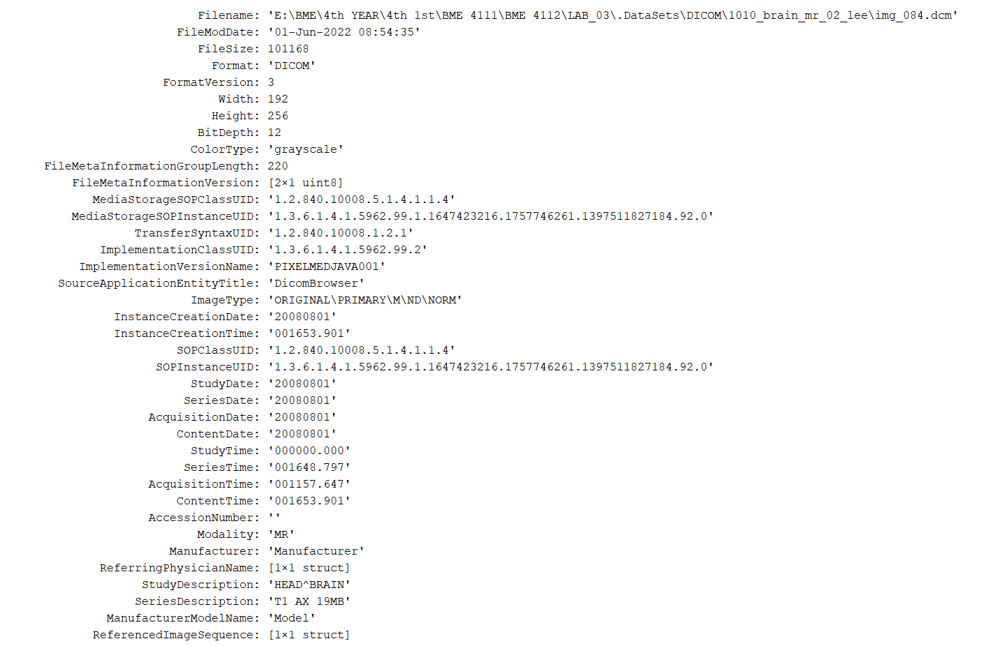 Filename: 'E:\BME\4th YEAR\4th 1st\BME 4111\BME 4112\LAB_03\.DataSets\DICOM\1010_brain_mr_02_lee\img_084.dcm'
FileModDate: '01-Jun-2022 08:54:35'
FileSize: 101168
Format: 'DICOM'
FormatVersion: 3
Width: 192
Height: 256
BitDepth: 12
ColorType: 'grayscale'
FileMetaInformationGroupLength: 220
FileMetaInformationVersion: [2×1 uint8]
MediaStorageSOPClassUID: '1.2.840.10008.5.1.4.1.1.4'
MediaStorageSOPInstanceUID: '1.3.6.1.4.1.5962.99.1.1647423216.1757746261.1397511827184.92.0'
TransferSyntaxUID: '1.2.840.10008.1.2.1'
ImplementationClassUID: '1.3.6.1.4.1.5962.99.2'
ImplementationVersionName: 'PIXELMEDJAVA001'
SourceApplicationEntityTitle: 'DicomBrowser'
ImageType: 'ORIGINAL\PRIMARY\M\ND\NORM'
InstanceCreationDate: '20080801'
InstanceCreationTime: '001653.901'
SOPClassUID: '1.2.840.10008.5.1.4.1.1.4'
SOPInstanceUID: '1.3.6.1.4.1.5962.99.1.1647423216.1757746261.1397511827184.92.0'
StudyDate: '20080801'
SeriesDate: '20080801'
AcquisitionDate: '20080801'
ContentDate: '20080801'
StudyTime: '000000.000'
SeriesTime: '001648.797'
AcquisitionTime: '001157.647'
ContentTime: '001653.901'
AccessionNumber: ''
Modality: 'MR'
Manufacturer: 'Manufacturer'
ReferringPhysicianName: [1×1 struct]
StudyDescription: 'HEAD^BRAIN'
SeriesDescription: 'T1 AX 19MB'
ManufacturerModelName: 'Model'
ReferencedImageSequence: [1×1 struct]